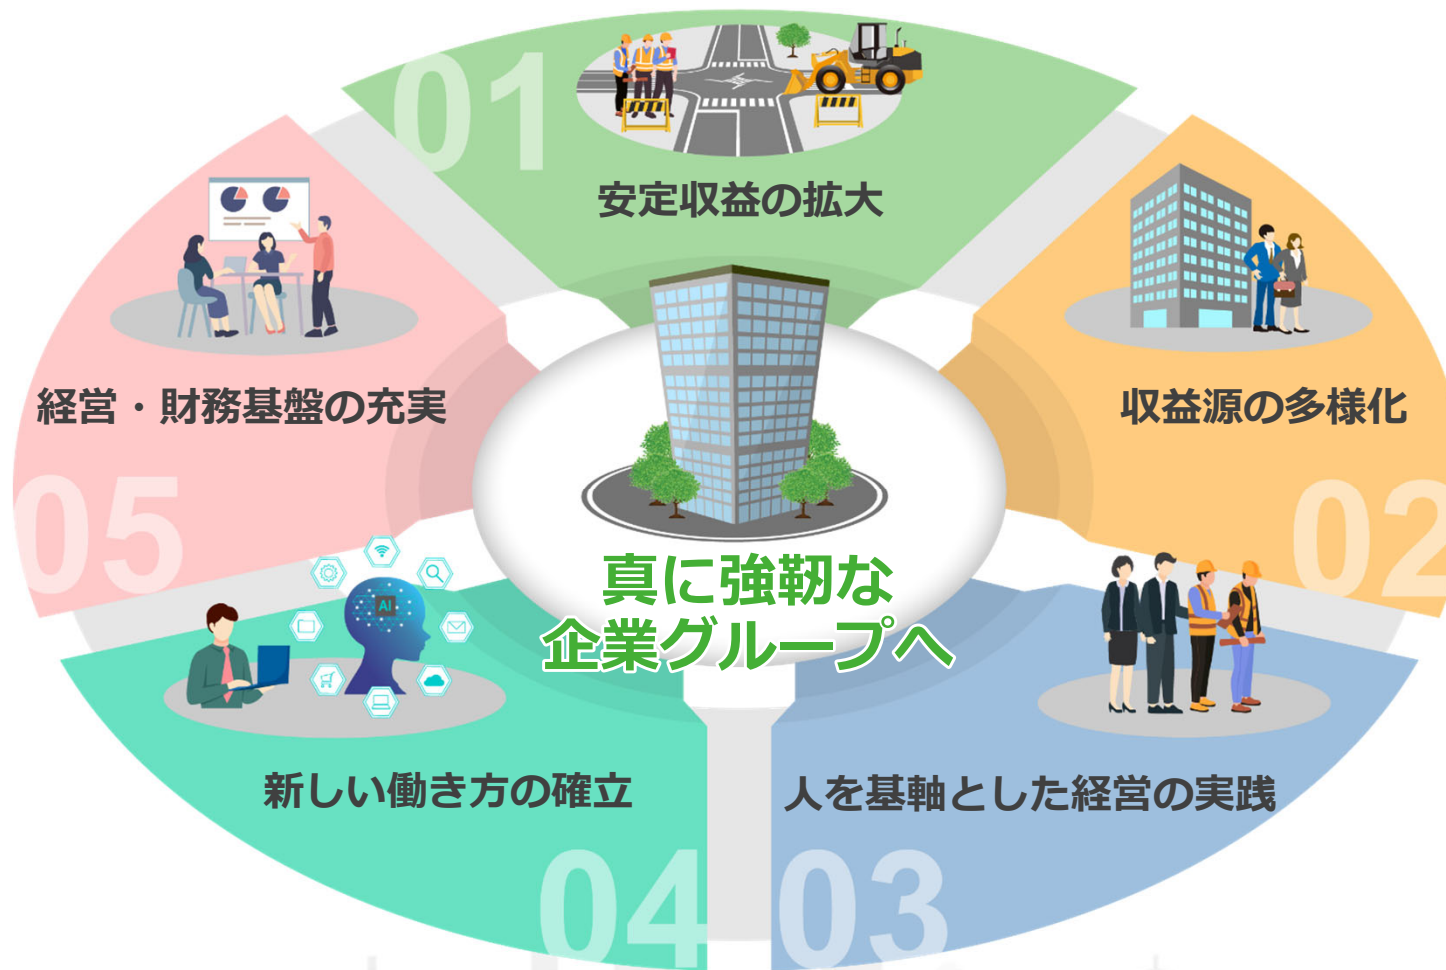 01
安定収益の拡大
収益源の多様化
02
人を基軸とした経営の実践
03
新しい働き方の確立
04
AI
経営・財務基盤の充実
05
真に強靭な
企業グループへ